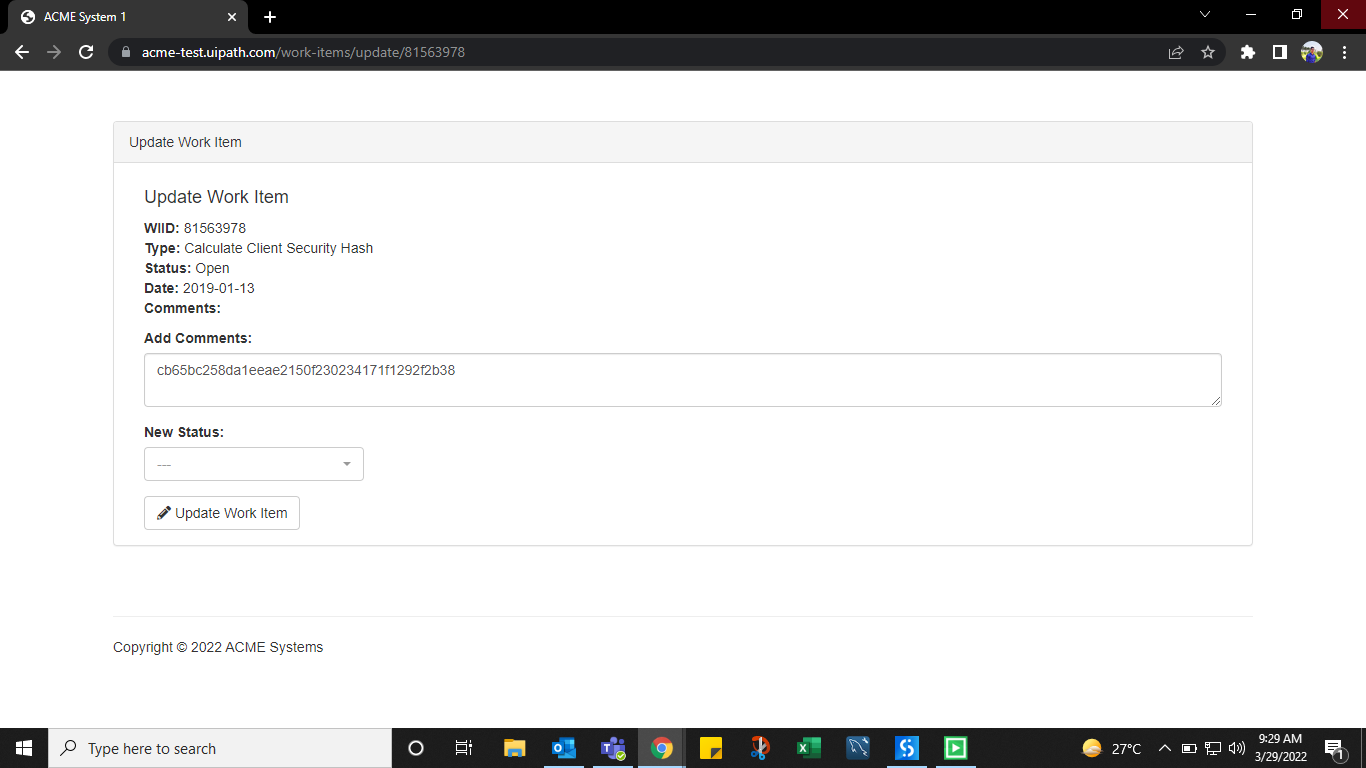 ACME System 1
acme-test.uipath.com/work-items/update/81563978
Update Work Item
Update Work Item
WIID: 81563978
Type: Calculate Client Security Hash
Status: Open
Date: 2019-01-13
Comments:
Add Comments:
cb65bc258da1eeae2150f230234171f1292f2b38
New Status:
---
Update Work Item
Copyright © 2022 ACME Systems
Type here to search
27°C
9:29 AM
3/29/2022
1